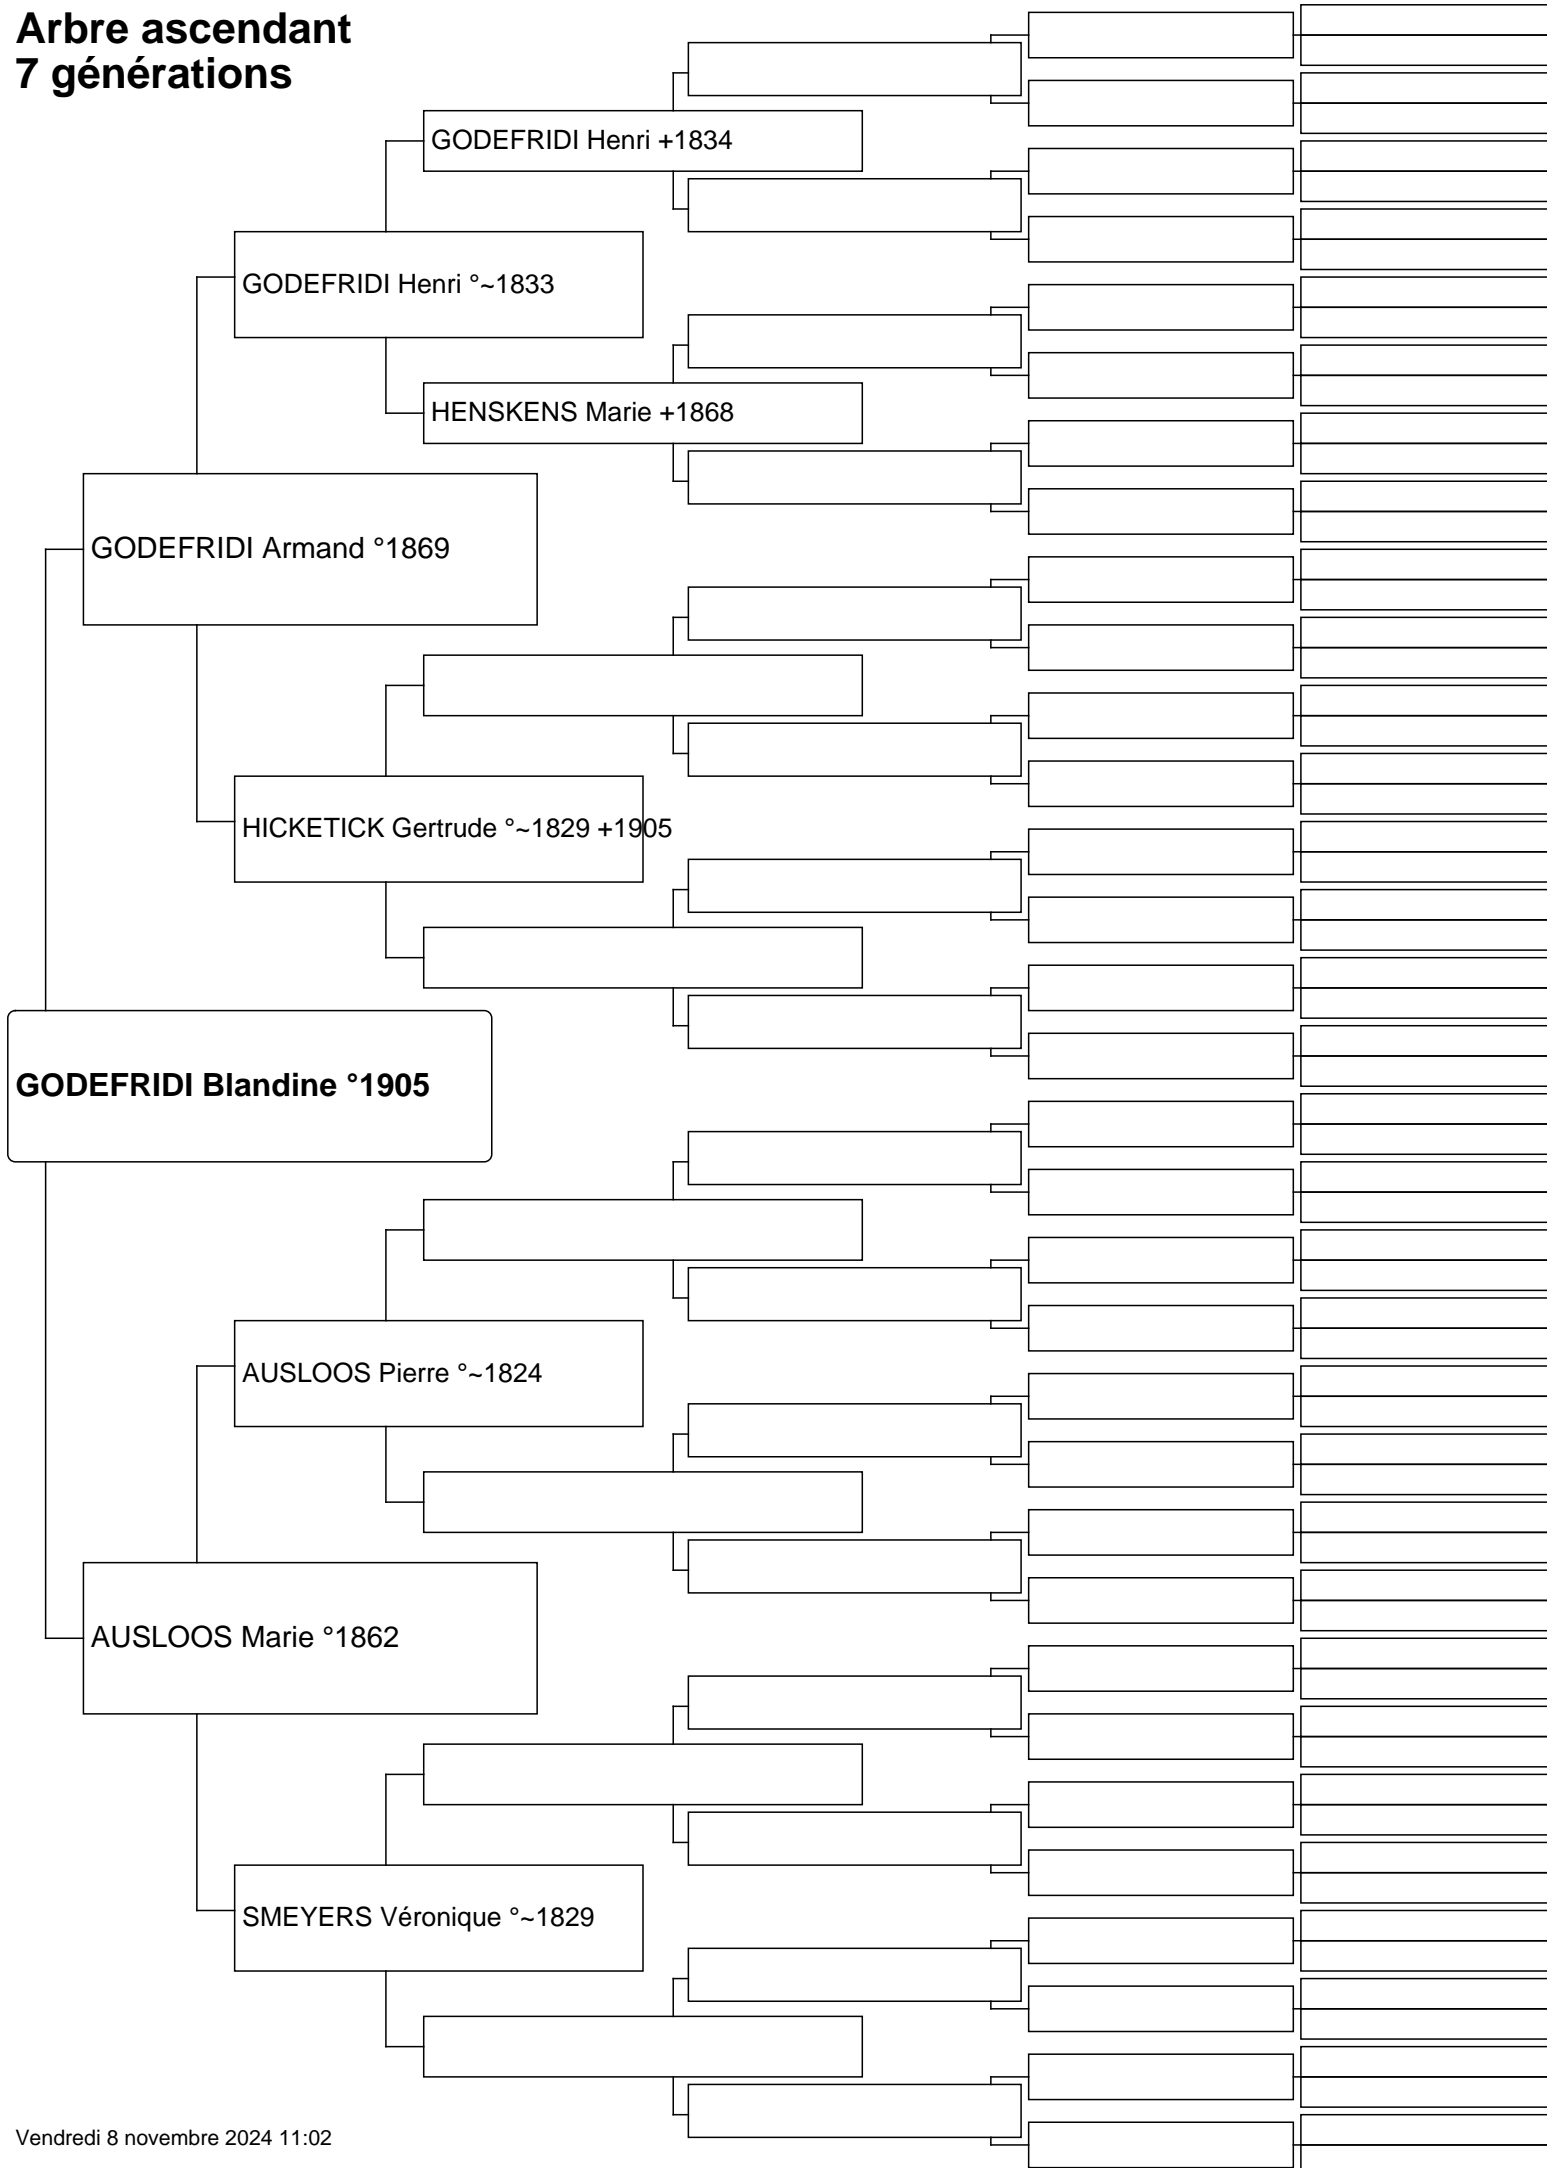 Arbre ascendant
7 générations
GODEFRIDI Henri +1834
GODEFRIDI Henri °~1833
HENSKENS Marie +1868
GODEFRIDI Armand °1869
HICKETICK Gertrude °~1829 +1905
GODEFRIDI Blandine °1905
AUSLOOS Pierre °~1824
AUSLOOS Marie °1862
SMEYERS Véronique °~1829
Vendredi 8 novembre 2024 11:02